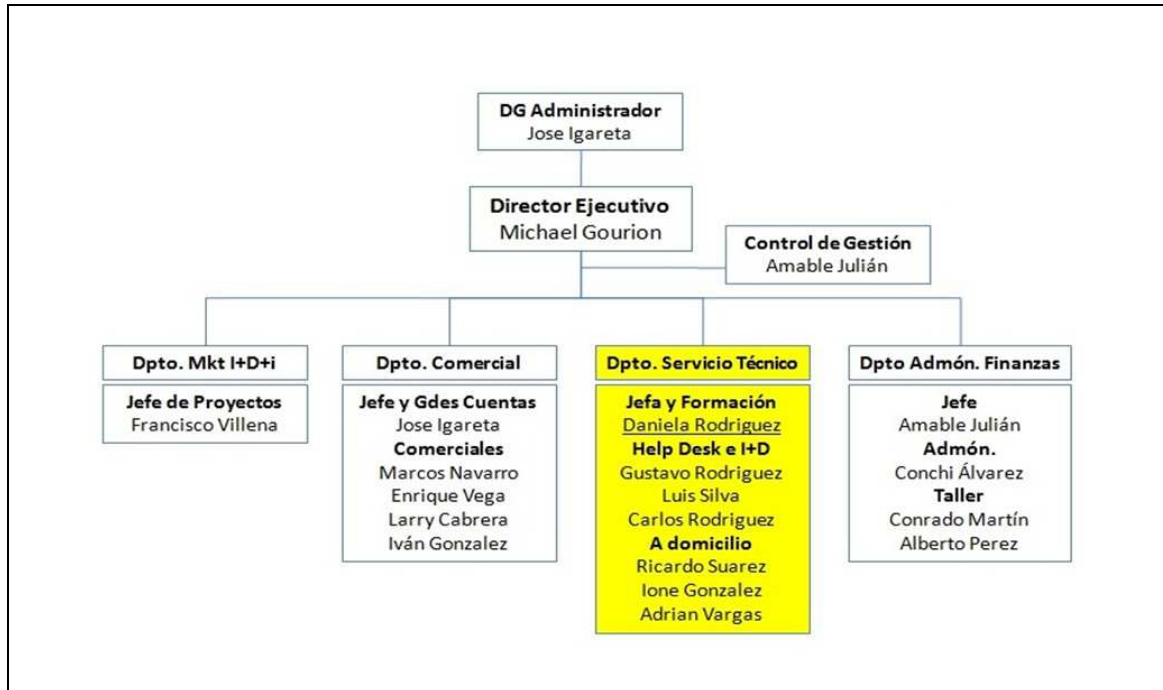 DG Administrador
Jose Igareta
Director Ejecutivo
Michael Gourion
Control de Gestión
Amable Julián
Dpto. Mkt I+D+i
Jefe de Proyectos
Francisco Villena
Dpto. Comercial
Jefe y Gdes Cuentas
Jose Igareta
Comerciales
Marcos Navarro
Enrique Vega
Larry Cabrera
Iván Gonzalez
Dpto. Servicio Técnico
Jefa y Formación
Daniela Rodriguez
Help Desk e I+D
Gustavo Rodriguez
Luis Silva
Carlos Rodriguez
A domicilio
Ricardo Suarez
Ione Gonzalez
Adrian Vargas
Dpto Admón. Finanzas
Jefe
Amable Julián
Admón.
Conchi Álvarez
Taller
Conrado Martín
Alberto Perez